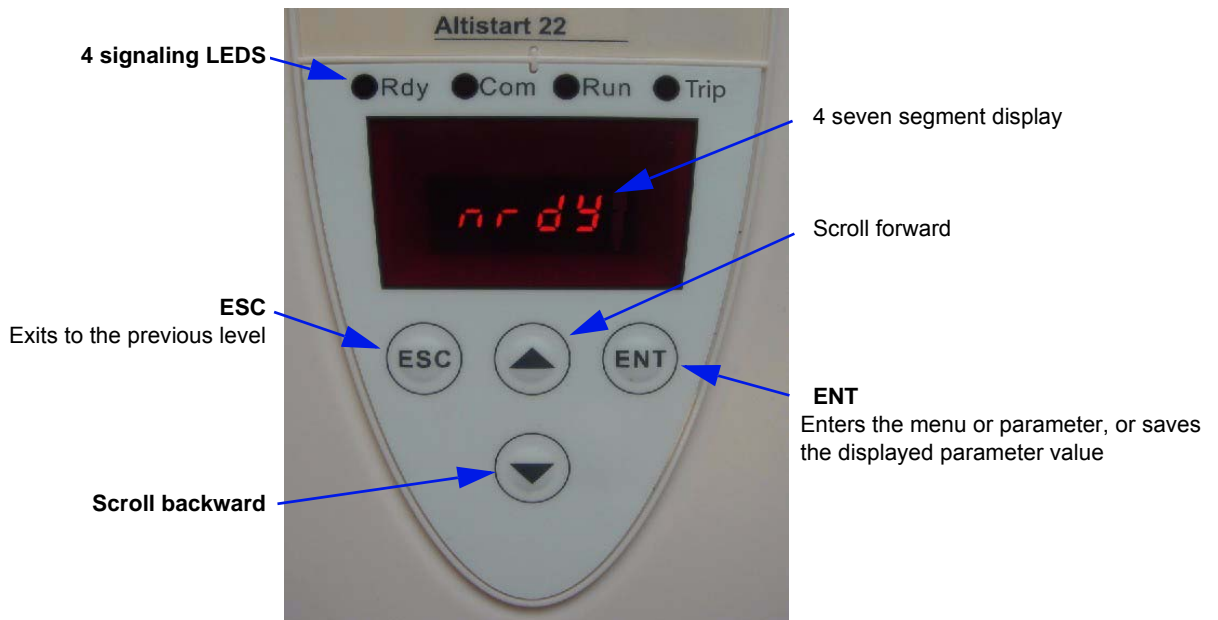 Altistart 22
4 signaling LEDS
Rdy Com Run Trip
4 seven segment display
nrdy
Scroll forward
ESC
Exits to the previous level
ESC
ENT
ENT
Enters the menu or parameter, or saves
the displayed parameter value
Scroll backward